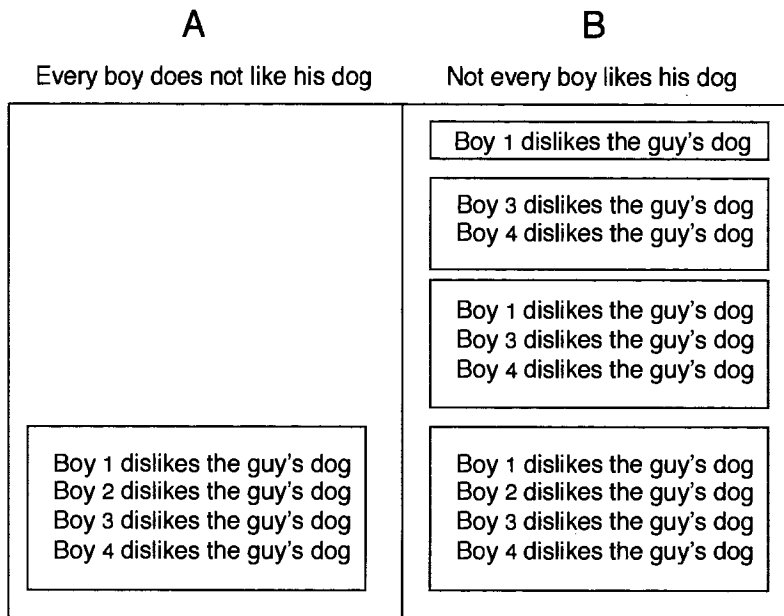 A
Every boy does not like his dog
Boy 1 dislikes the guy's dog
Boy 2 dislikes the guy's dog
Boy 3 dislikes the guy's dog
Boy 4 dislikes the guy's dog
B
Not every boy likes his dog
Boy 1 dislikes the guy's dog
Boy 3 dislikes the guy's dog
Boy 4 dislikes the guy's dog
Boy 1 dislikes the guy's dog
Boy 3 dislikes the guy's dog
Boy 4 dislikes the guy's dog
Boy 1 dislikes the guy's dog
Boy 2 dislikes the guy's dog
Boy 3 dislikes the guy's dog
Boy 4 dislikes the guy's dog